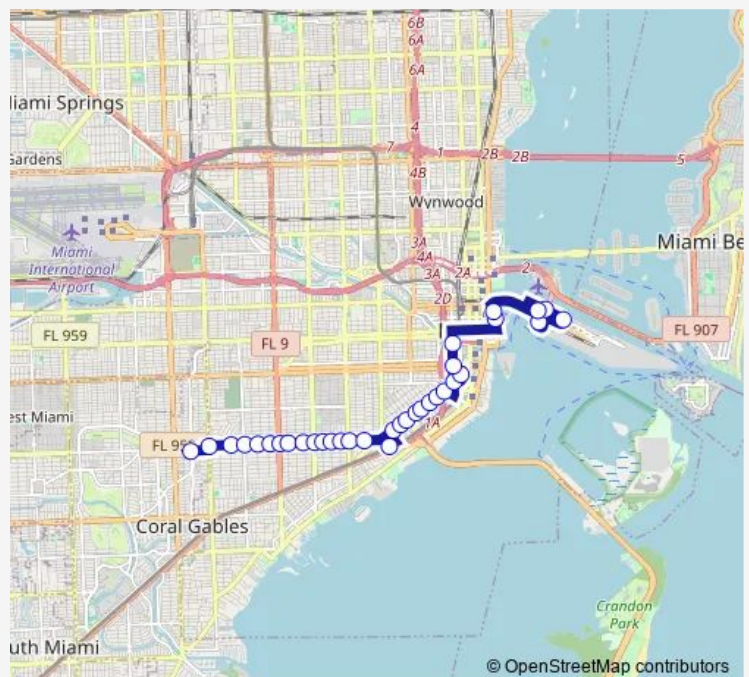 6B
6A
6A
Miami Springs
4
7
1
2B
2B
5
Gardens
4B
Wynwood
3A
4A
Miami Be
3A
2A
2
Miami
International
Airport
2D
FL 959
FL 9
FL 907
est Miami
1A
FL 95
Coral Gables
Crandon
Park
uth Miami
© OpenStreetMap contributors